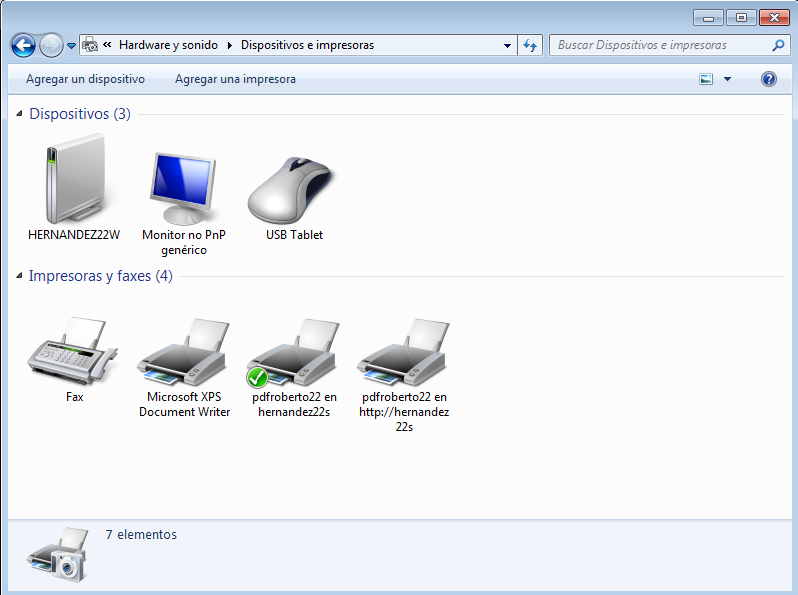 « Hardware y sonido ▸ Dispositivos e impresoras
Buscar Dispositivos e impresoras
Agregar un dispositivo Agregar una impresora
Dispositivos (3)
HERNANDEZ22W
Monitor no PnP
genérico
USB Tablet
Impresoras y faxes (4)
Fax
Microsoft XPS
Document Writer
pdfroberto22 en
hernandez22s
pdfroberto22 en
http://hernandez
22s
7 elementos